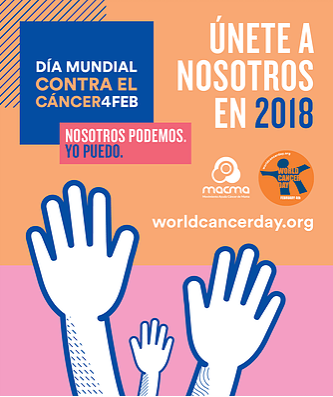 DÍA MUNDIAL
CONTRA EL
CÁNCER4FEB
NOSOTROS PODEMOS.
YO PUEDO.
ÚNETE A
NOSOTROS
EN 2018
macma
WORLD
CANCER
DAY
worldcancerday.org